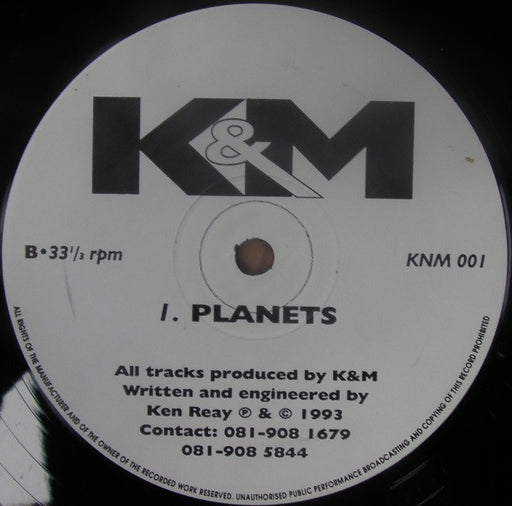 K&M
B•33⅓ rpm
KNM 001
1. PLANETS
All tracks produced by K&M
Written and engineered by
Ken Reay ℗ & © 1993
Contact: 081-908 1679
081-908 5844
ALL RIGHTS OF THE MANUFACTURER AND OF THE OWNER OF THE RECORDED WORK RESERVED. UNAUTHORISED PUBLIC PERFORMANCE BROADCASTING AND COPYING OF THIS RECORD PROHIBITED